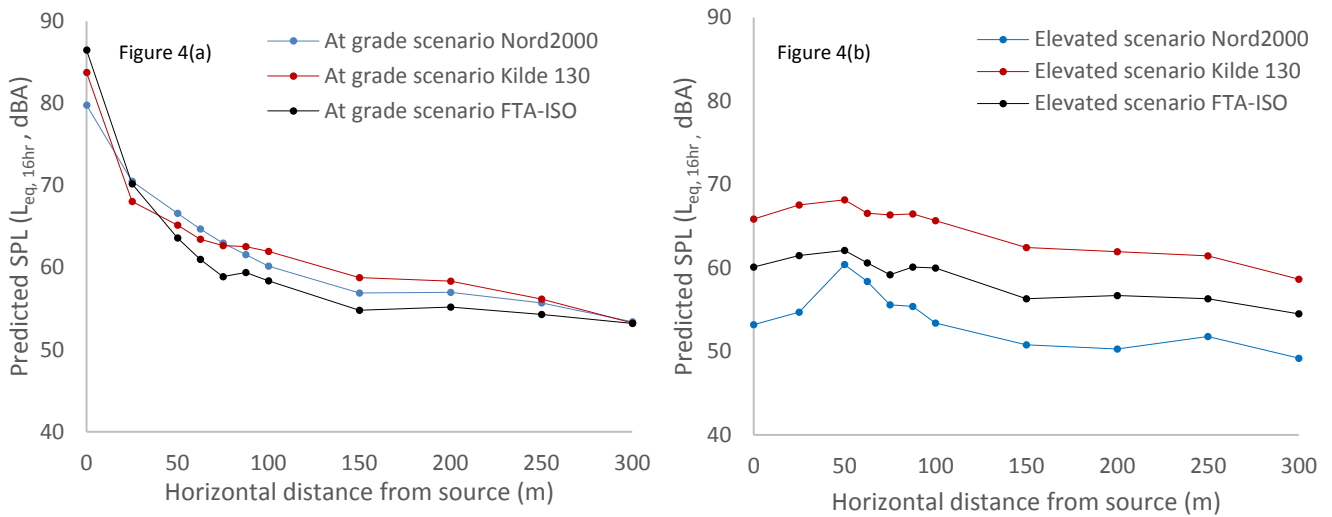 Figure 4(a)
At grade scenario Nord2000
At grade scenario Kilde 130
At grade scenario FTA-ISO
Predicted SPL (Leq, 16hr , dBA)
90
80
70
60
50
40
0 50 100 150 200 250 300
Horizontal distance from source (m)
Figure 4(b)
Elevated scenario Nord2000
Elevated scenario Kilde 130
Elevated scenario FTA-ISO
Predicted SPL (Leq, 16hr , dBA)
90
80
70
60
50
40
0 50 100 150 200 250 300
Horizontal distance from source (m)